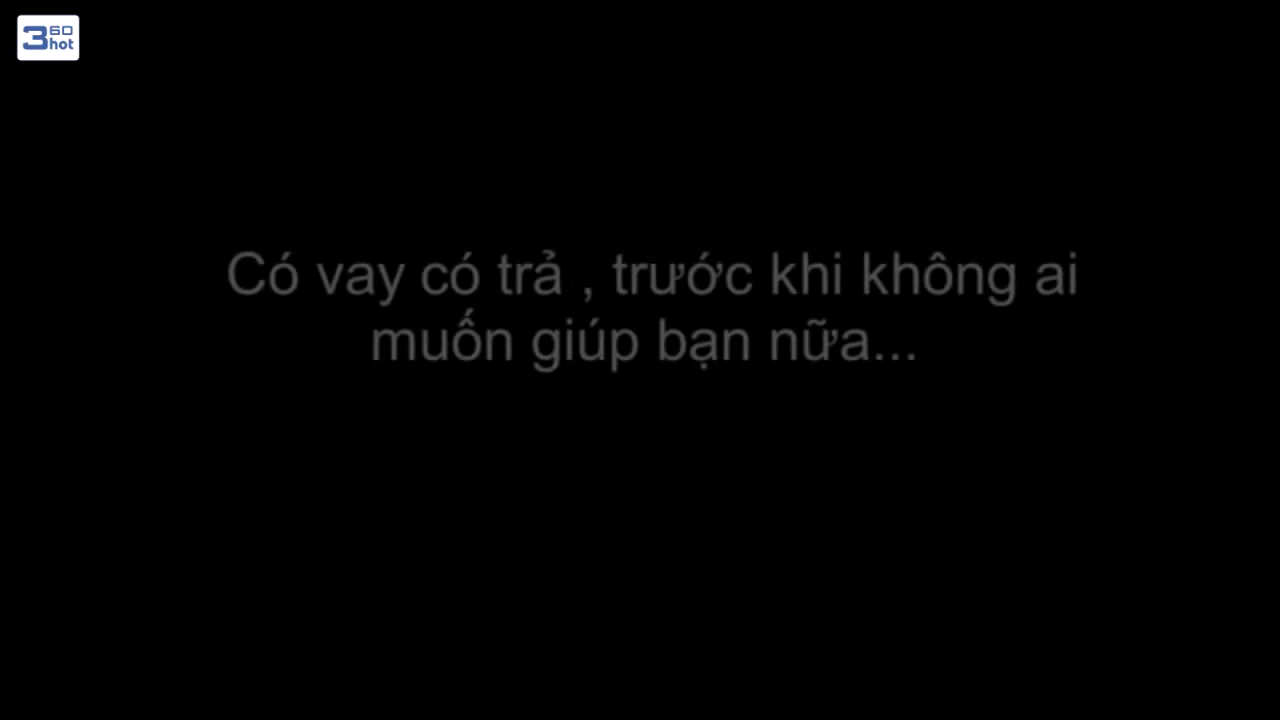 360hot
Có vay có trả , trước khi không ai
muốn giúp bạn nữa...